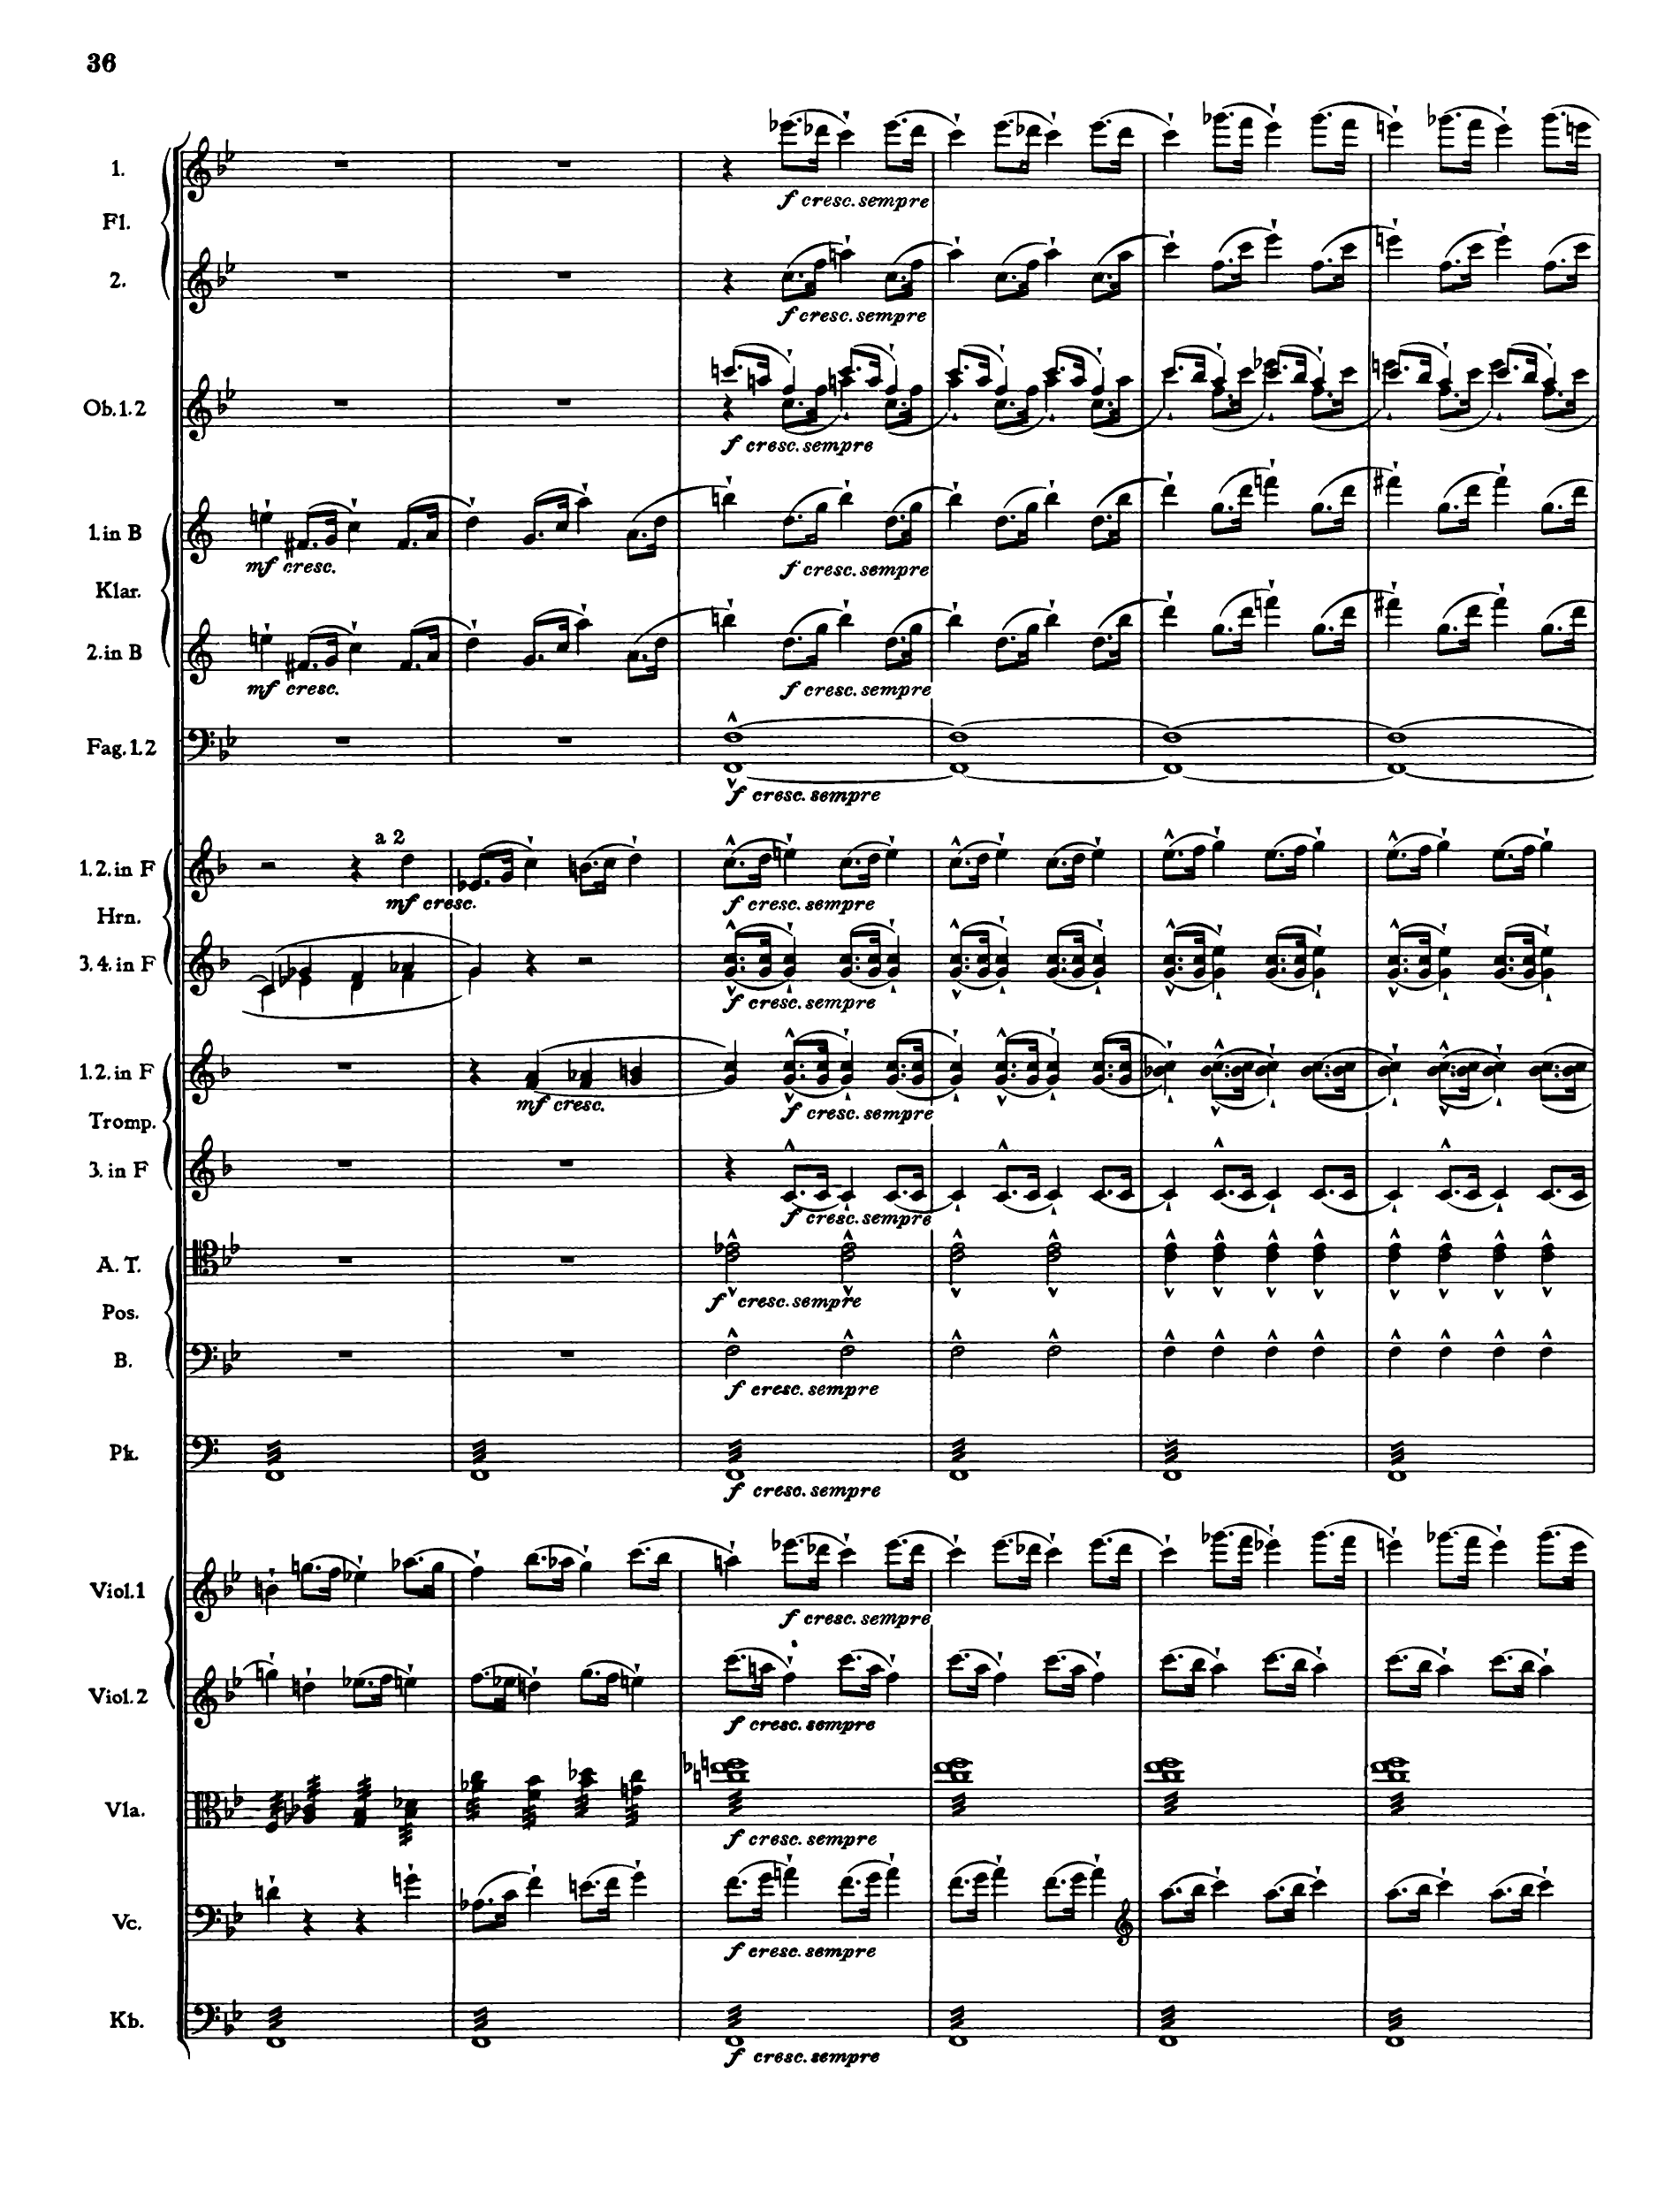 36
1.
Fl.
f cresc. sempre
2.
f cresc. sempre
Ob. 1. 2
f cresc. sempre
1. in B
mf cresc.
f cresc. sempre
Klar.
2. in B
mf cresc.
f cresc. sempre
Fag. 1. 2
f cresc. sempre
a 2
1. 2. in F
mf cresc.
f cresc. sempre
Hrn.
3. 4. in F
f cresc. sempre
1. 2. in F
mf cresc.
f cresc. sempre
Tromp.
3. in F
f cresc. sempre
A. T.
f cresc. sempre
Pos.
B.
f cresc. sempre
Pk.
f cresc. sempre
Viol. 1
f cresc. sempre
Viol. 2
f cresc. sempre
Vla.
f cresc. sempre
Vc.
f cresc. sempre
Kb.
f cresc. sempre